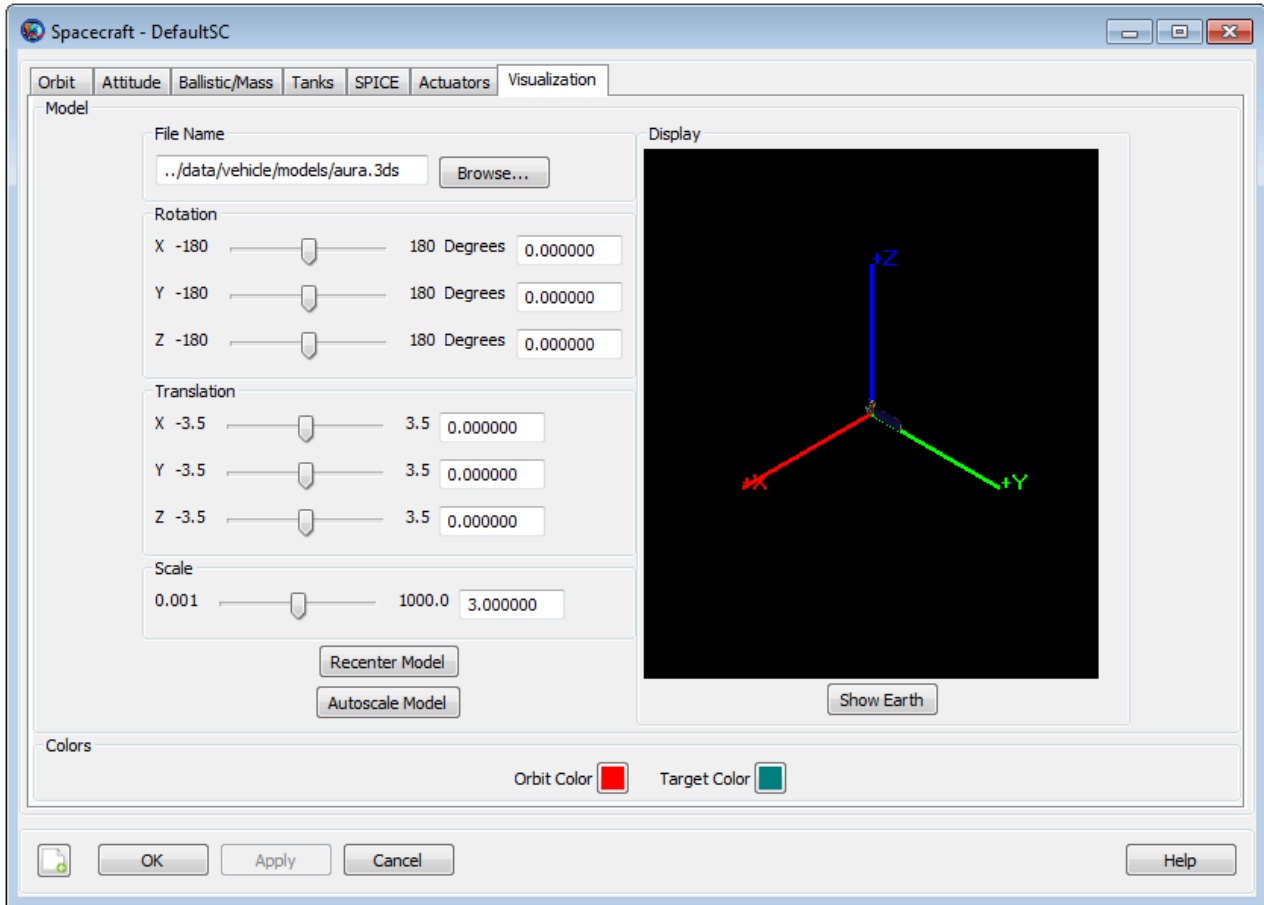 Spacecraft - DefaultSC
Orbit Attitude Ballistic/Mass Tanks SPICE Actuators Visualization
Model
File Name
../data/vehicle/models/aura.3ds Browse...
Rotation
X -180 180 Degrees 0.000000
Y -180 180 Degrees 0.000000
Z -180 180 Degrees 0.000000
Translation
X -3.5 3.5 0.000000
Y -3.5 3.5 0.000000
Z -3.5 3.5 0.000000
Scale
0.001 1000.0 3.000000
Recenter Model
Autoscale Model
Display
+Z
+X +Y
Show Earth
Colors
Orbit Color Target Color
OK Apply Cancel Help